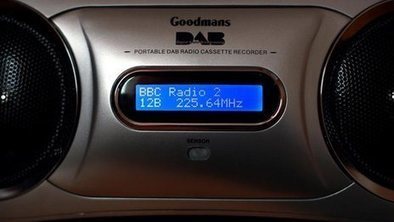 Goodmans
DAB
PORTABLE DAB RADIO CASSETTE RECORDER
BBC Radio 2
12B 225.64MHz
SENSOR